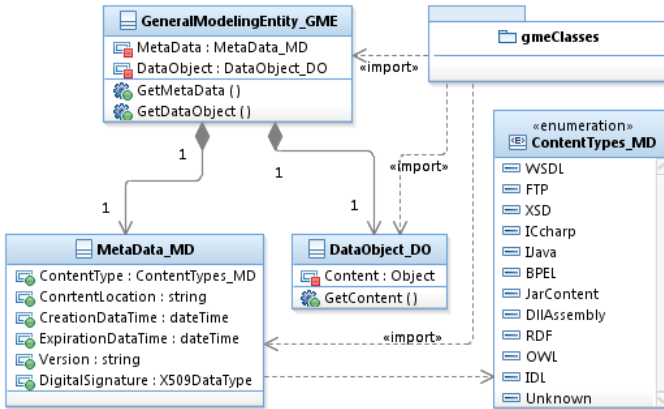 GeneralModelingEntity_GME
MetaData : MetaData_MD
DataObject : DataObject_DO
GetMetaData ( )
GetDataObject ( )
gmeClasses
«import»
«import»
«import»
1
1
1
1
«enumeration»
ContentTypes_MD
WSDL
FTP
XSD
ICcharp
IJava
BPEL
JarContent
DllAssembly
RDF
OWL
IDL
Unknown
MetaData_MD
ContentType : ContentTypes_MD
ConrtentLocation : string
CreationDataTime : dateTime
ExpirationDataTime : dateTime
Version : string
DigitalSignature : X509DataType
DataObject_DO
Content : Object
GetContent ( )